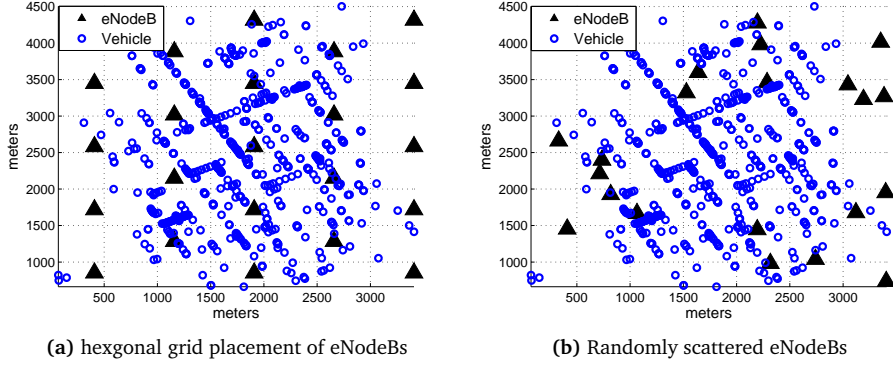 4500
4000
3500
3000
2500
2000
1500
1000
meters
500 1000 1500 2000 2500 3000
meters
eNodeB
Vehicle
(a) hexgonal grid placement of eNodeBs
4500
4000
3500
3000
2500
2000
1500
1000
meters
500 1000 1500 2000 2500 3000
meters
eNodeB
Vehicle
(b) Randomly scattered eNodeBs